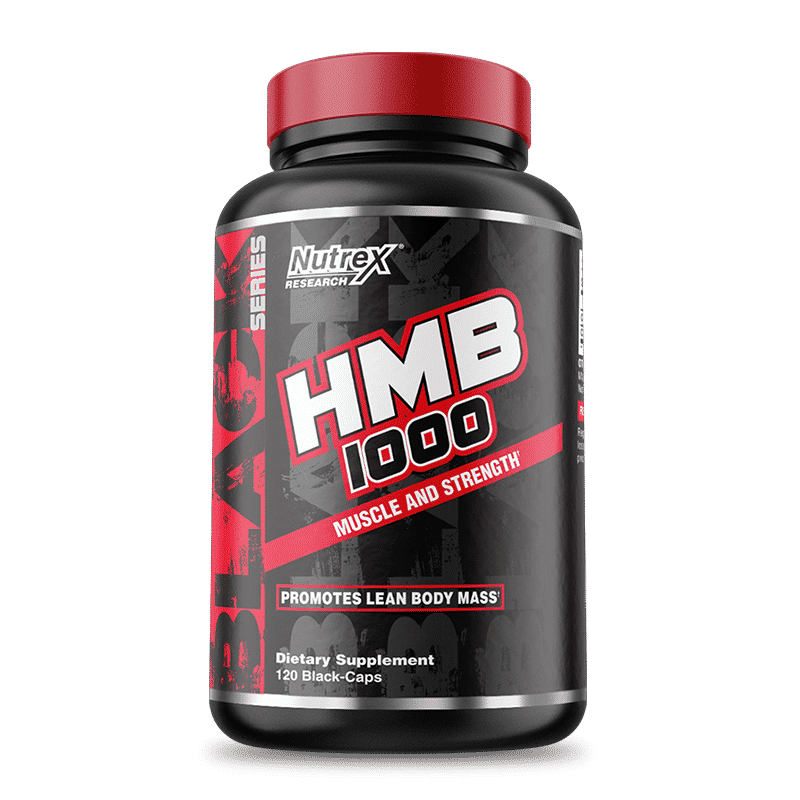 Nutrex®
RESEARCH
HMB
1000
MUSCLE AND STRENGTH†
PROMOTES LEAN BODY MASS†
Dietary Supplement
120 Black-Caps
BLACK
SERIES